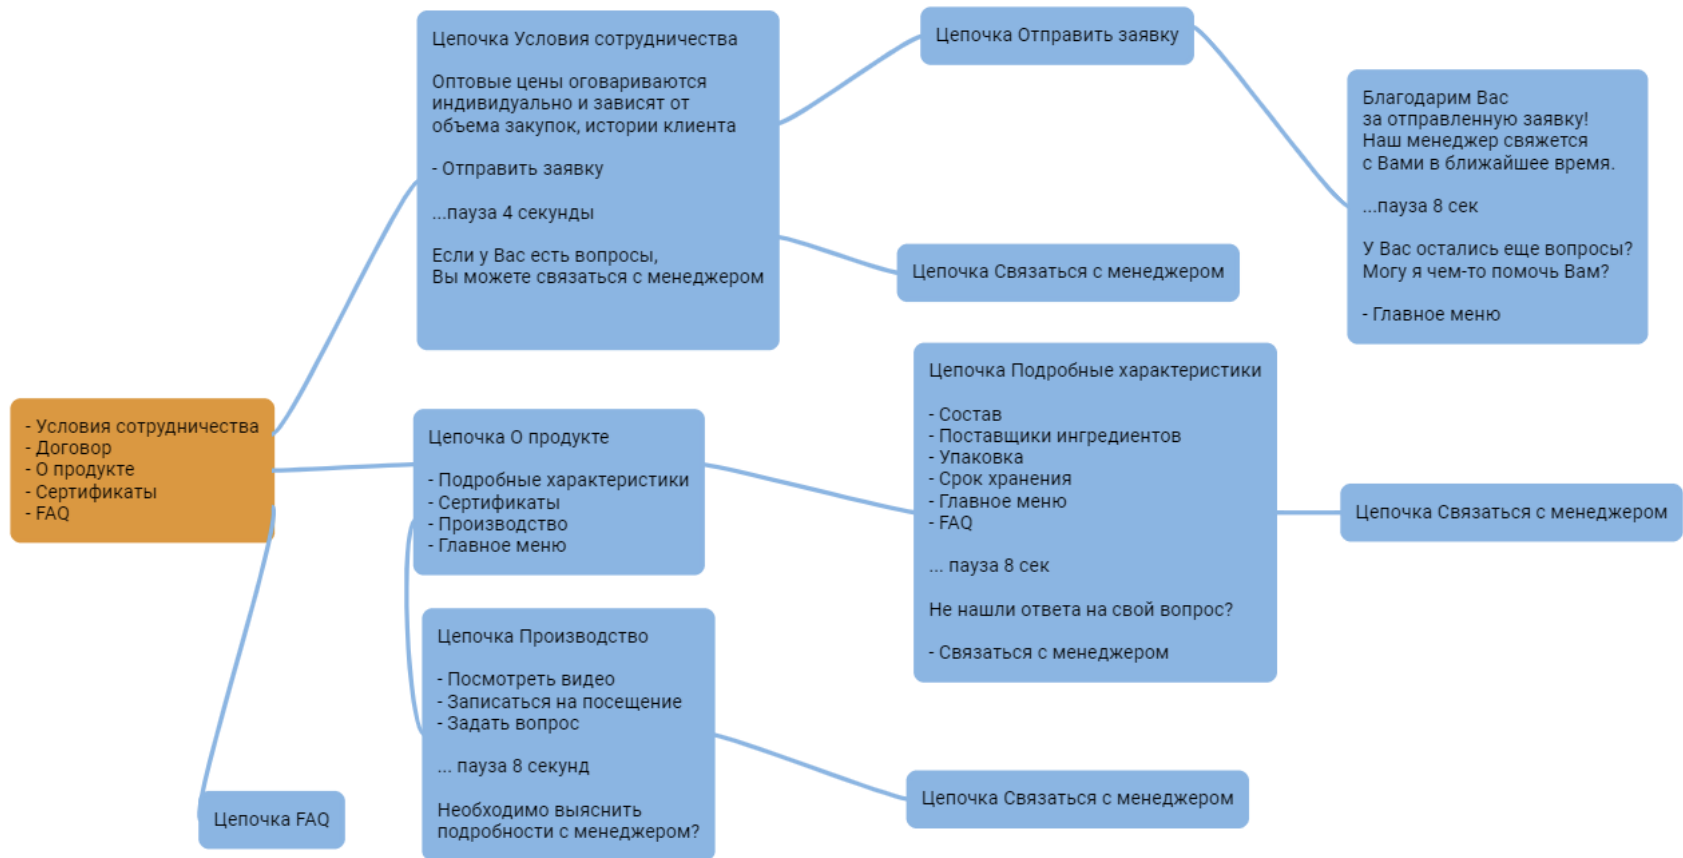 - Условия сотрудничества
- Договор
- О продукте
- Сертификаты
- FAQ
Цепочка Условия сотрудничества
Оптовые цены оговариваются
индивидуально и зависят от
объема закупок, истории клиента
- Отправить заявку
...пауза 4 секунды
Если у Вас есть вопросы,
Вы можете связаться с менеджером
Цепочка Отправить заявку
Благодарим Вас
за отправленную заявку!
Наш менеджер свяжется
с Вами в ближайшее время.
...пауза 8 сек
У Вас остались еще вопросы?
Могу я чем-то помочь Вам?
- Главное меню
Цепочка Связаться с менеджером
Цепочка О продукте
- Подробные характеристики
- Сертификаты
- Производство
- Главное меню
Цепочка Подробные характеристики
- Состав
- Поставщики ингредиентов
- Упаковка
- Срок хранения
- Главное меню
- FAQ
... пауза 8 сек
Не нашли ответа на свой вопрос?
- Связаться с менеджером
Цепочка Связаться с менеджером
Цепочка Производство
- Посмотреть видео
- Записаться на посещение
- Задать вопрос
... пауза 8 секунд
Необходимо выяснить
подробности с менеджером?
Цепочка Связаться с менеджером
Цепочка FAQ